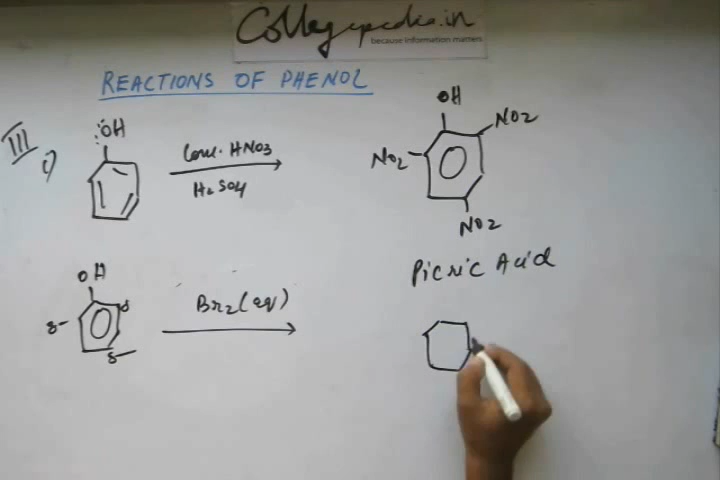 Collegepedia.in
because information matters
REACTIONS OF PHENOL
III
i)
:ÖH
Conc. HNO3
H2SO4
OH
NO2
NO2
NO2
Picric Acid
OH
δ-
δ-
δ-
Br2(aq)